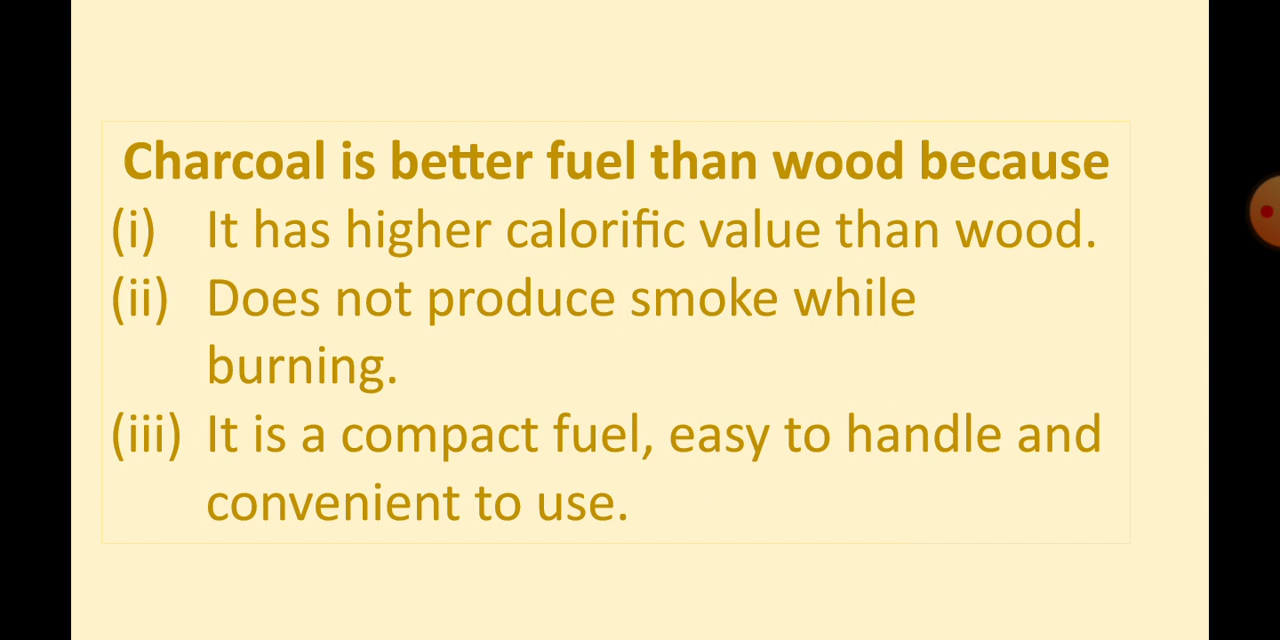 Charcoal is better fuel than wood because
(i) It has higher calorific value than wood.
(ii) Does not produce smoke while
burning.
(iii) It is a compact fuel, easy to handle and
convenient to use.